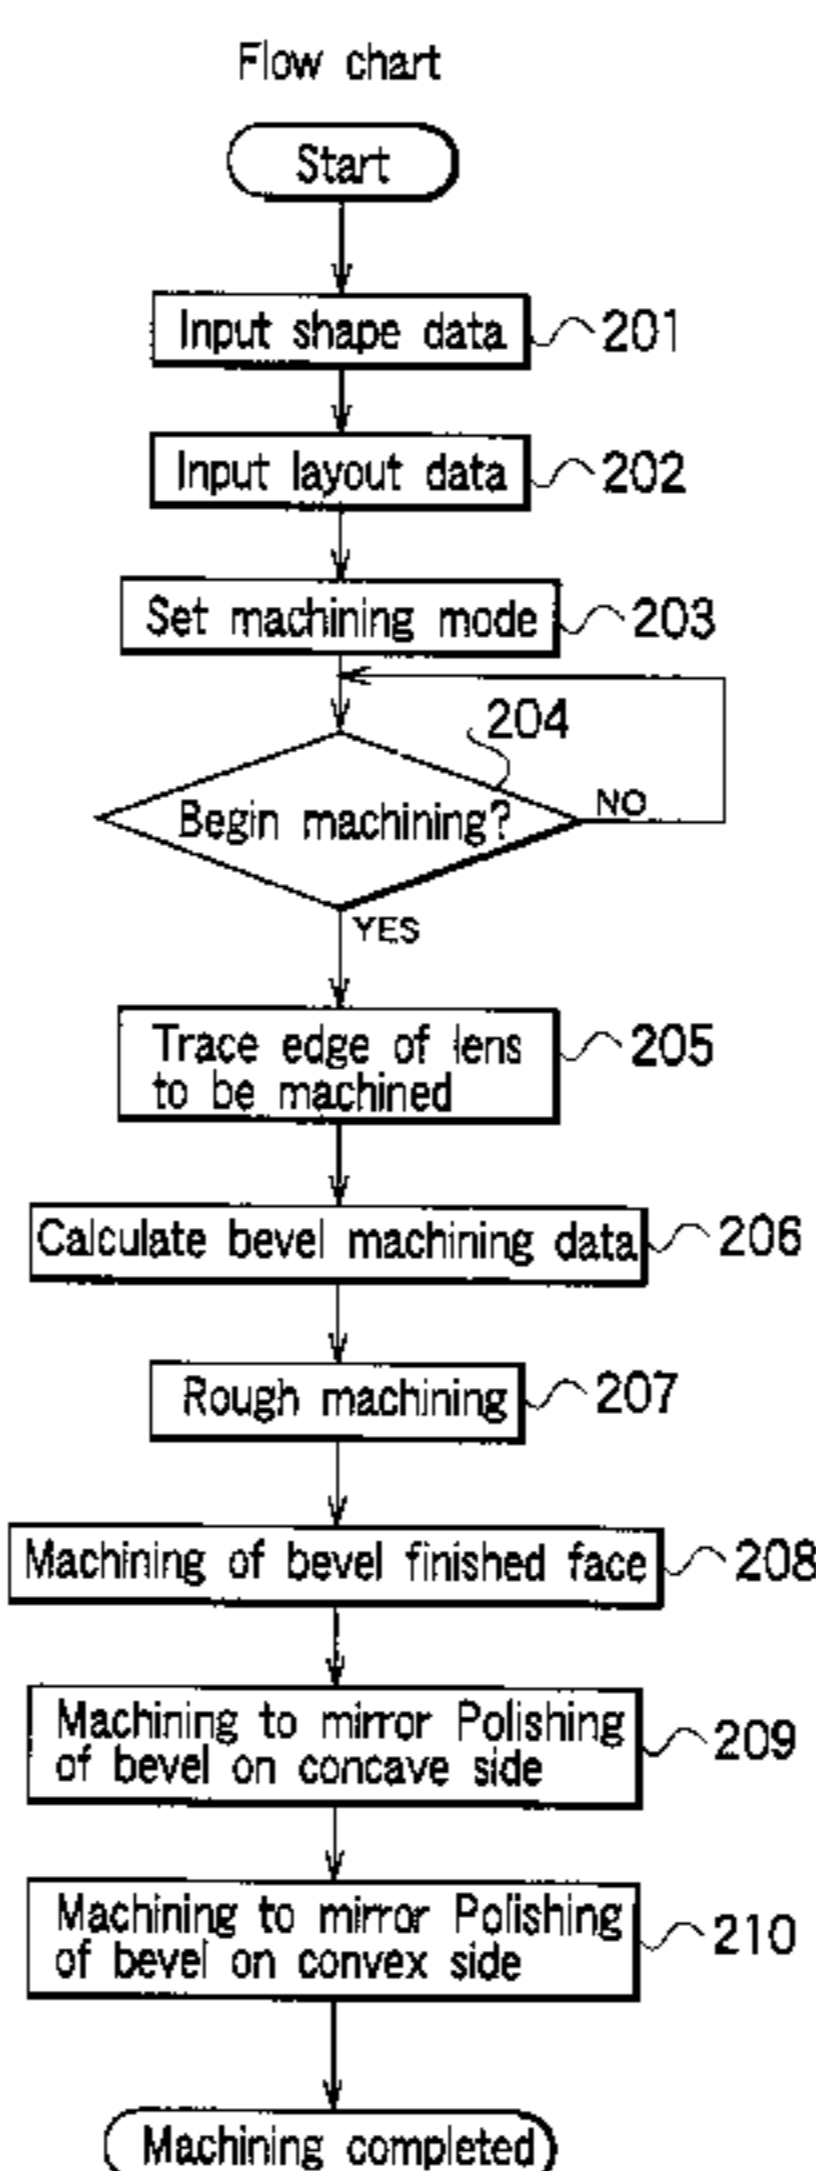 Flow chart
Start
Input shape data
201
Input layout data
202
Set machining mode
203
204
Begin machining?
NO
YES
Trace edge of lens
to be machined
205
Calculate bevel machining data
206
Rough machining
207
Machining of bevel finished face
208
Machining to mirror Polishing
of bevel on concave side
209
Machining to mirror Polishing
of bevel on convex side
210
Machining completed